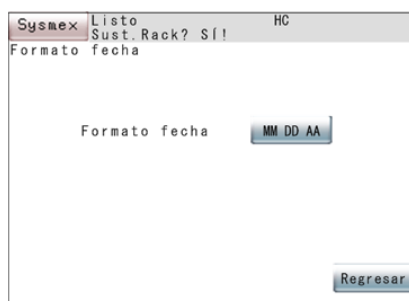 Sysmex Listo HC
Sust.Rack? SÍ!
Formato fecha
Formato fecha MM DD AA
Regresar